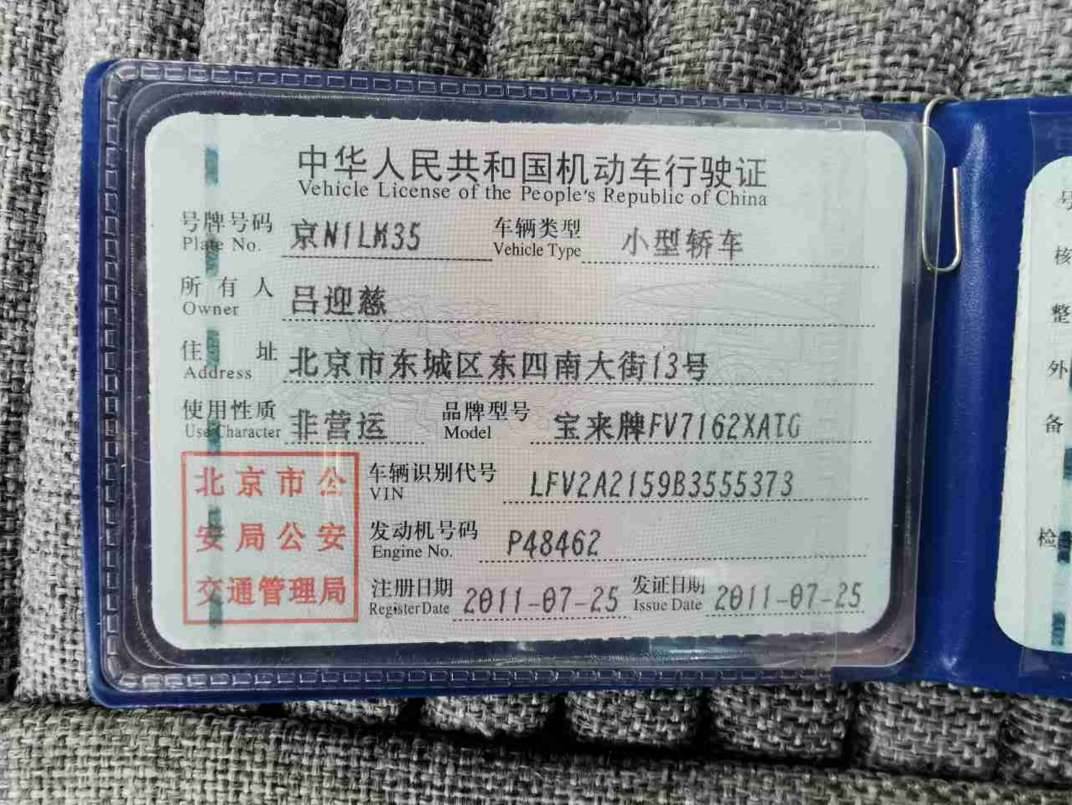 中华人民共和国机动车行驶证
Vehicle License of the People's Republic of China
号牌号码 京N1LM35 车辆类型 小型轿车
Plate No. Vehicle Type
所有人 吕迎慈
Owner
住址 北京市东城区东四南大街13号
Address
使用性质 非营运 品牌型号 宝来牌FV7162XATG
Use Character Model
北京市公
安局公安
交通管理局
车辆识别代号 LFV2A2159B3555373
VIN
发动机号码 P48462
Engine No.
注册日期 2011-07-25 发证日期 2011-07-25
Register Date Issue Date
号
核
整
外
备
检